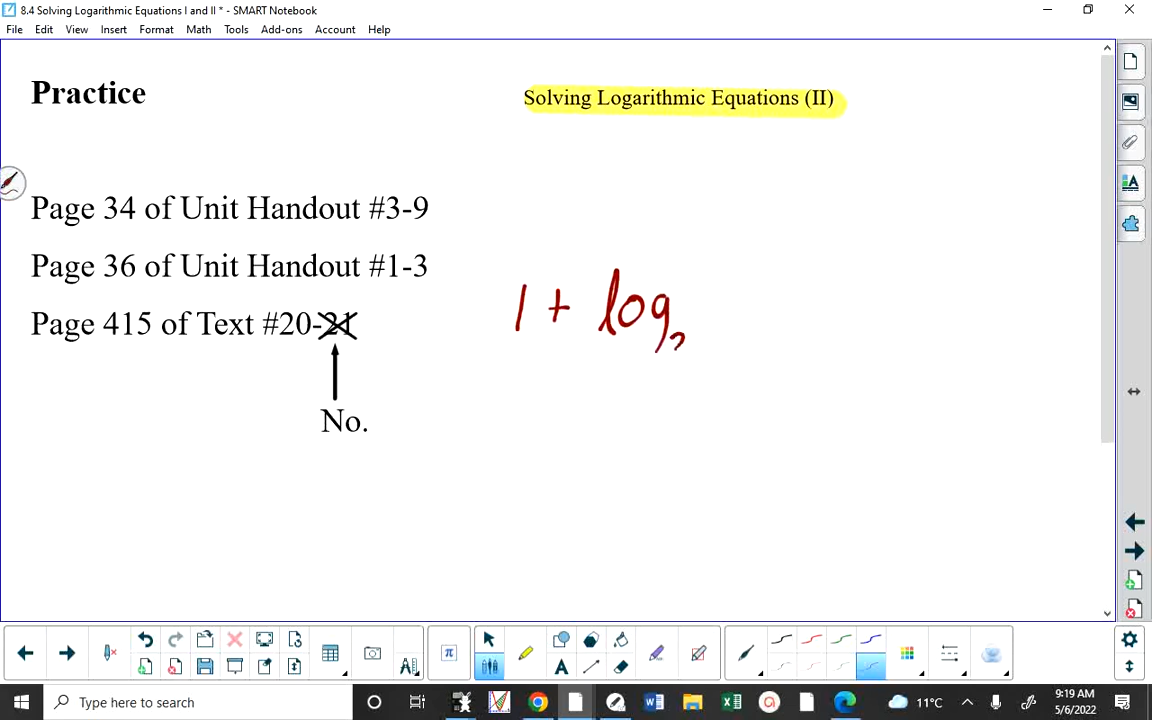 8.4 Solving Logarithmic Equations I and II * - SMART Notebook
File Edit View Insert Format Math Tools Add-ons Account Help
Practice
Solving Logarithmic Equations (II)
Page 34 of Unit Handout #3-9
Page 36 of Unit Handout #1-3
1 + log₂
Page 415 of Text #20-21
No.
π
A
Type here to search
11°C
9:19 AM
5/6/2022